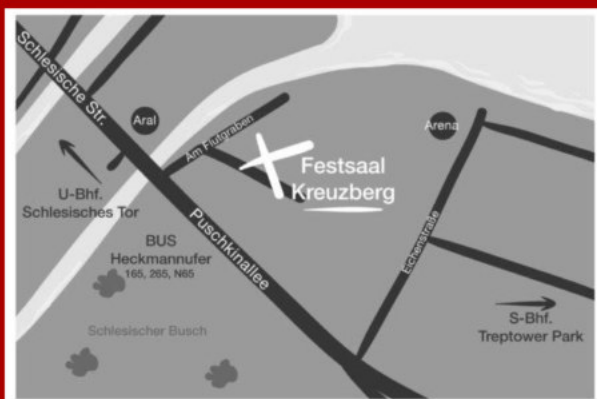 Schlesische Str.
Aral
Am Flutgraben
Arena
Festsaal
Kreuzberg
U-Bhf.
Schlesisches Tor
Puschkinallee
Eichenstraße
BUS
Heckmannufer
165, 265, N65
Schlesischer Busch
S-Bhf.
Treptower Park